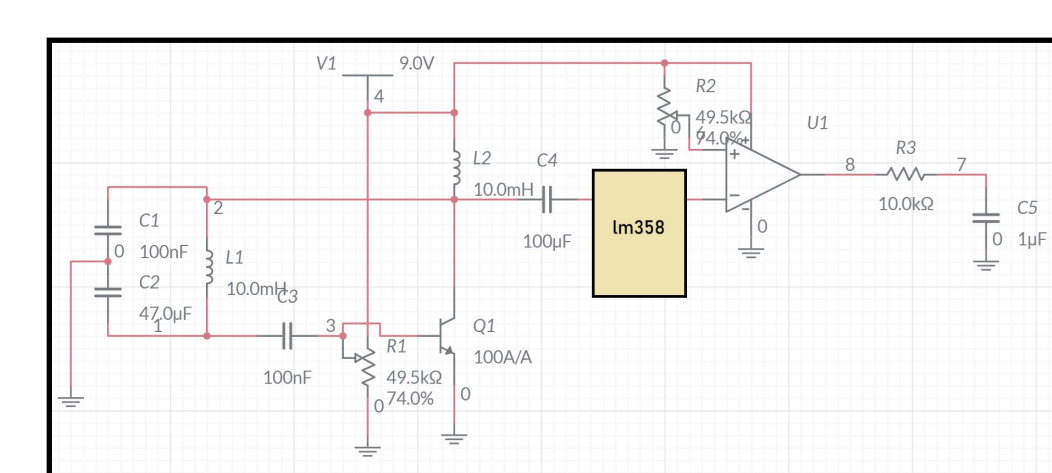 V1
9.0V
4
R2
49.5kΩ
0
74.0%
U1
+
+
−
−
0
8
R3
10.0kΩ
7
C5
0
1µF
L2
10.0mH
C4
100µF
lm358
2
C1
0
100nF
L1
10.0mH
C2
47.0µF
1
C3
100nF
3
R1
49.5kΩ
74.0%
0
Q1
100A/A
0